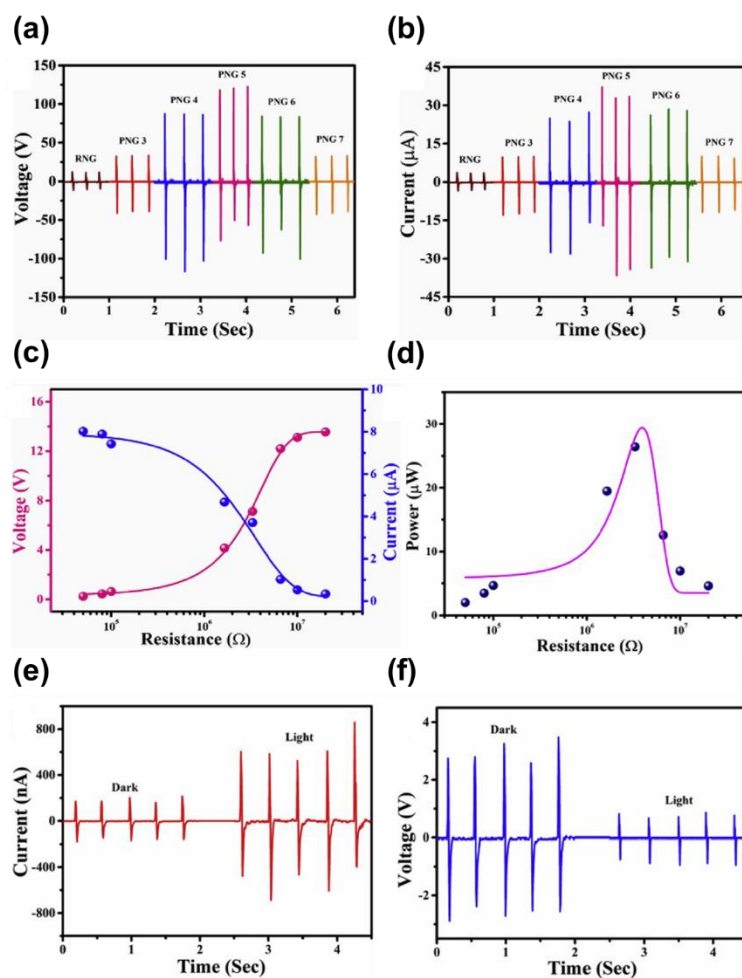 (a)
(b)
150
100
50
0
-50
-100
-150
Voltage (V)
RNG
PNG 3
PNG 4
PNG 5
PNG 6
PNG 7
0 1 2 3 4 5 6
Time (Sec)
45
30
15
0
-15
-30
-45
Current (μA)
RNG
PNG 3
PNG 4
PNG 5
PNG 6
PNG 7
0 1 2 3 4 5 6
Time (Sec)
(c)
(d)
16
12
8
4
0
Voltage (V)
10
8
6
4
2
0
Current (μA)
10⁵ 10⁶ 10⁷
Resistance (Ω)
30
20
10
0
Power (μW)
10⁵ 10⁶ 10⁷
Resistance (Ω)
(e)
(f)
800
400
0
-400
-800
Current (nA)
Dark
Light
0 1 2 3 4
Time (Sec)
4
2
0
-2
Voltage (V)
Dark
Light
0 1 2 3 4
Time (Sec)